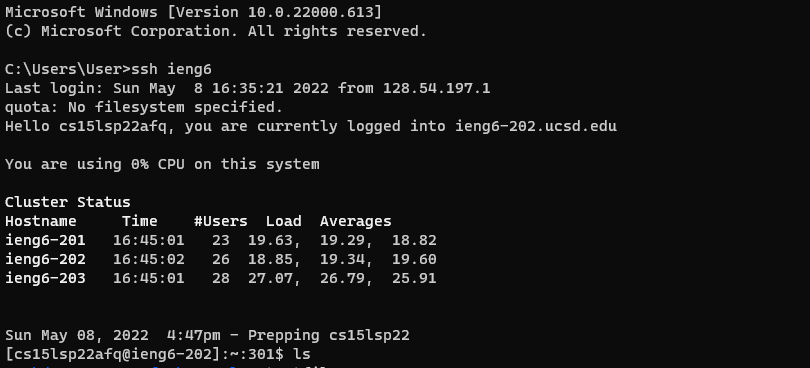 Microsoft Windows [Version 10.0.22000.613]
(c) Microsoft Corporation. All rights reserved.
C:\Users\User>ssh ieng6
Last login: Sun May  8 16:35:21 2022 from 128.54.197.1
quota: No filesystem specified.
Hello cs15lsp22afq, you are currently logged into ieng6-202.ucsd.edu
You are using 0% CPU on this system
Cluster Status
Hostname     Time    #Users  Load  Averages
ieng6-201   16:45:01   23  19.63,  19.29,  18.82
ieng6-202   16:45:02   26  18.85,  19.34,  19.60
ieng6-203   16:45:01   28  27.07,  26.79,  25.91
Sun May 08, 2022  4:47pm - Prepping cs15lsp22
[cs15lsp22afq@ieng6-202]:~:301$ ls